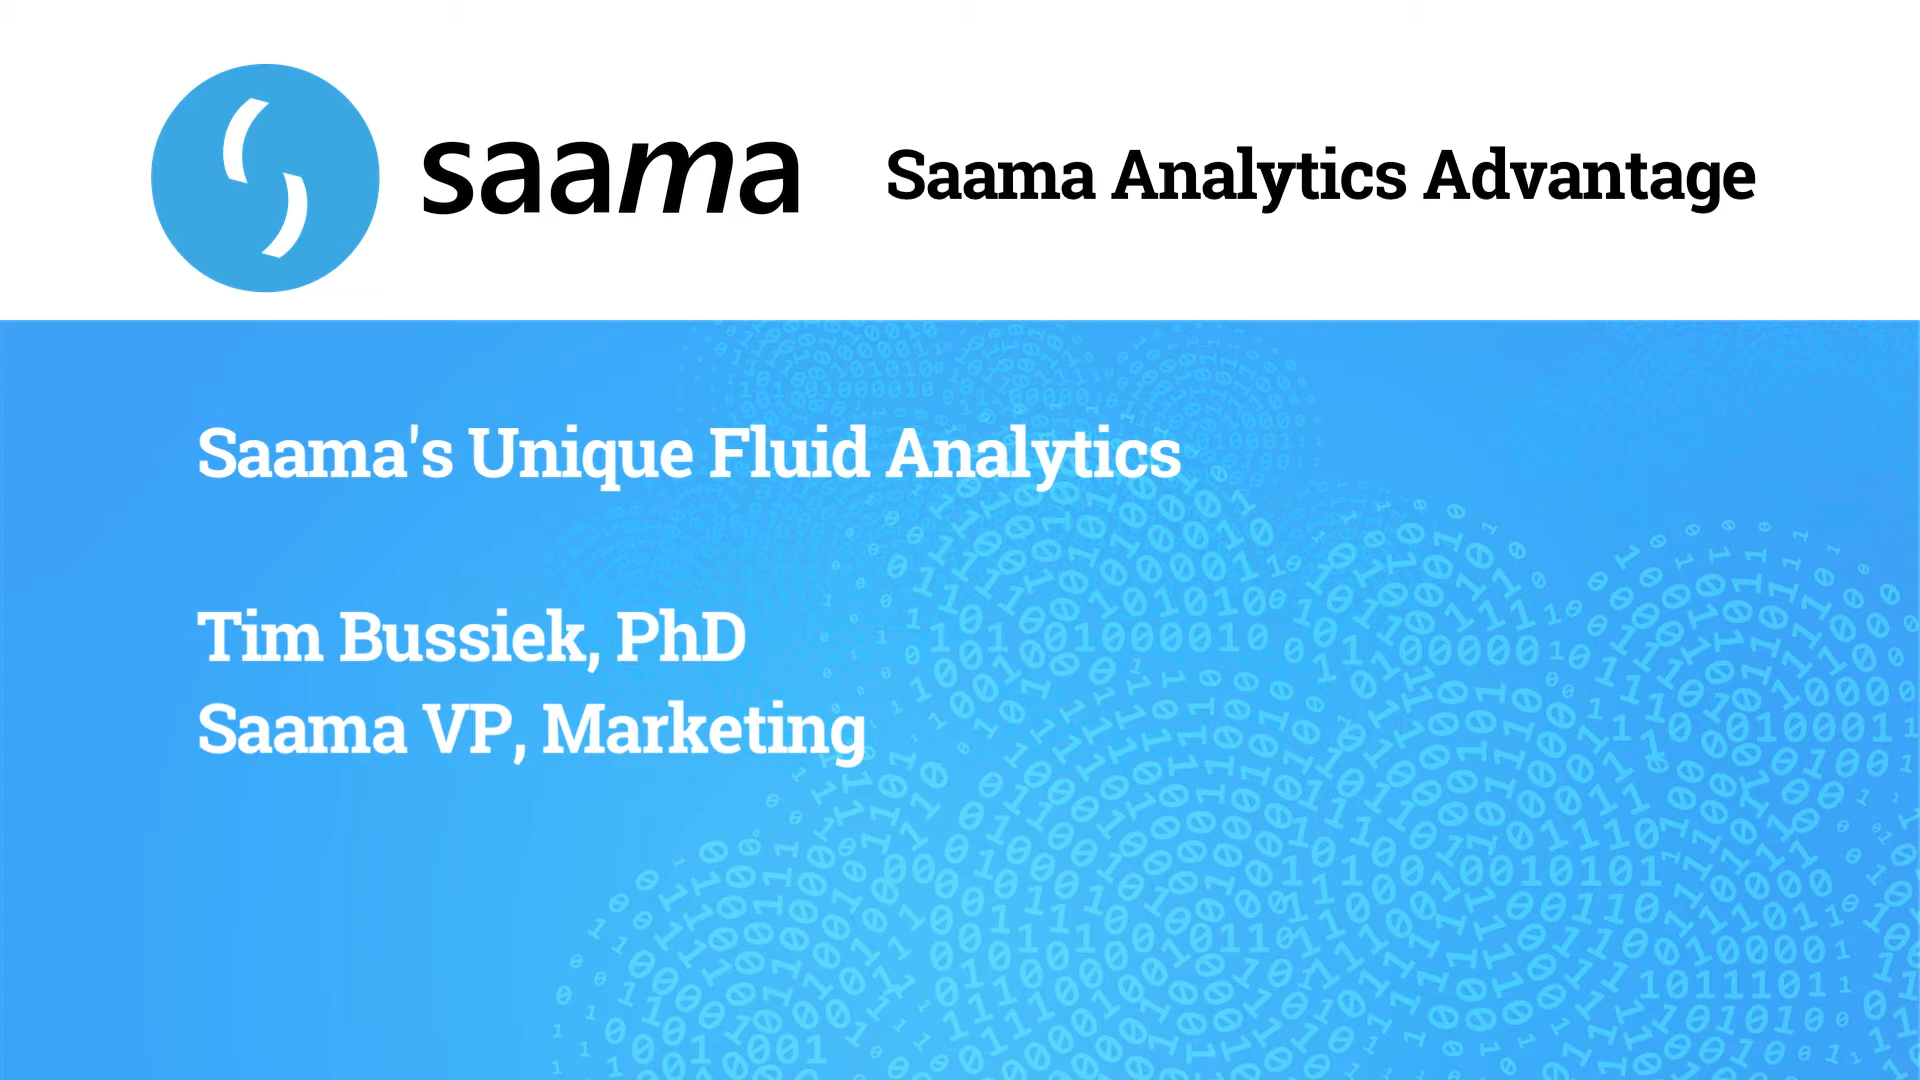 saama
Saama Analytics Advantage
Saama's Unique Fluid Analytics
Tim Bussiek, PhD
Saama VP, Marketing